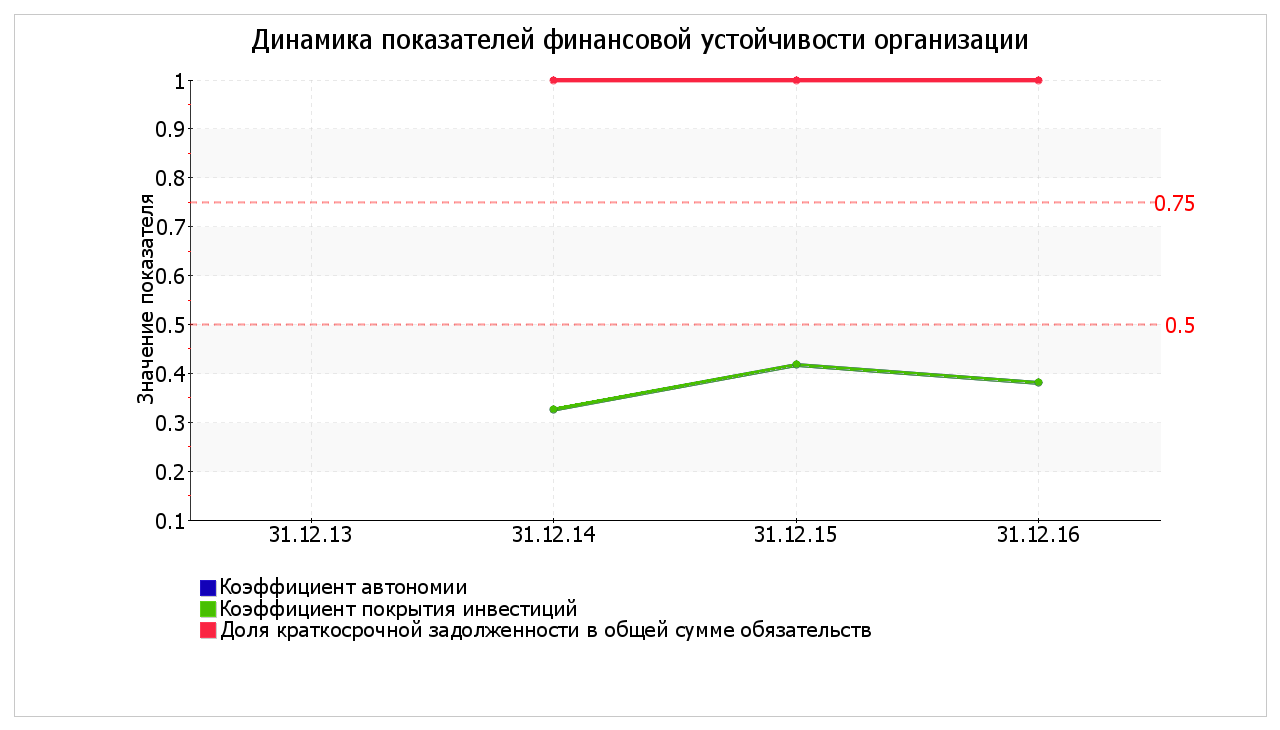 Динамика показателей финансовой устойчивости организации
Значение показателя
1
0.9
0.8
0.75
0.7
0.6
0.5
0.5
0.4
0.3
0.2
0.1
31.12.13 31.12.14 31.12.15 31.12.16
Коэффициент автономии
Коэффициент покрытия инвестиций
Доля краткосрочной задолженности в общей сумме обязательств